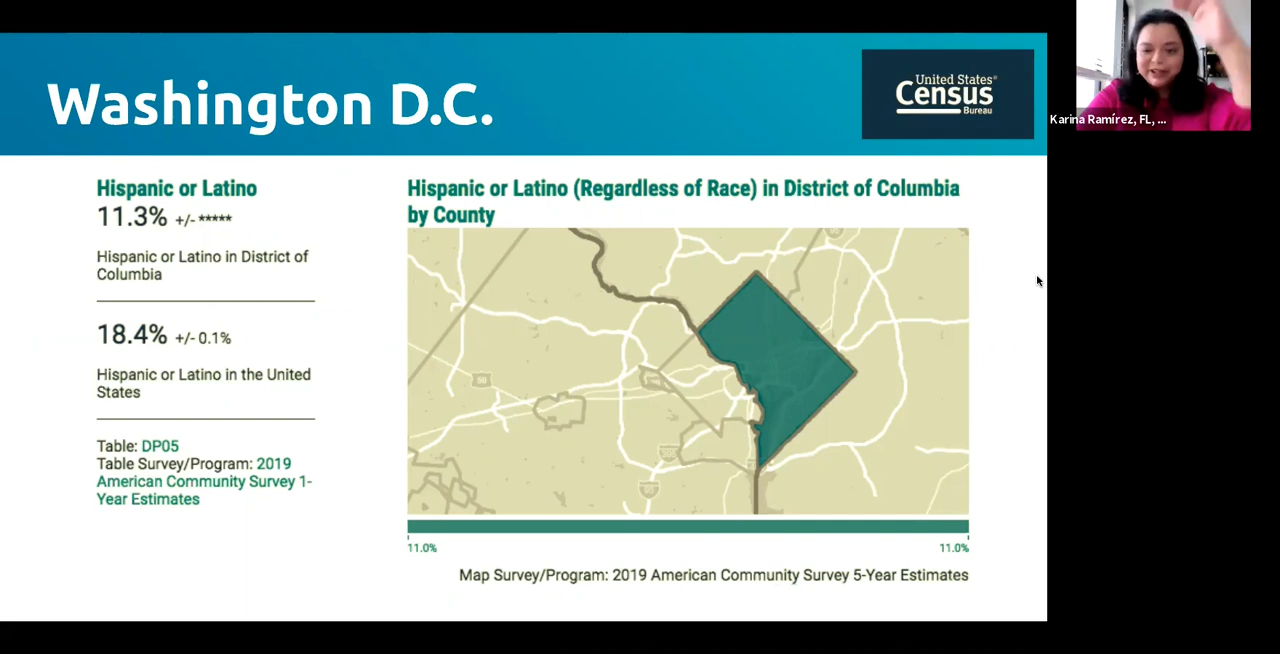 Washington D.C.
United States®
Census
Bureau
Karina Ramírez, FL, ...
Hispanic or Latino
11.3% +/- *****
Hispanic or Latino in District of
Columbia
18.4% +/- 0.1%
Hispanic or Latino in the United
States
Table: DP05
Table Survey/Program: 2019
American Community Survey 1-
Year Estimates
Hispanic or Latino (Regardless of Race) in District of Columbia
by County
50
95
11.0%
11.0%
Map Survey/Program: 2019 American Community Survey 5-Year Estimates